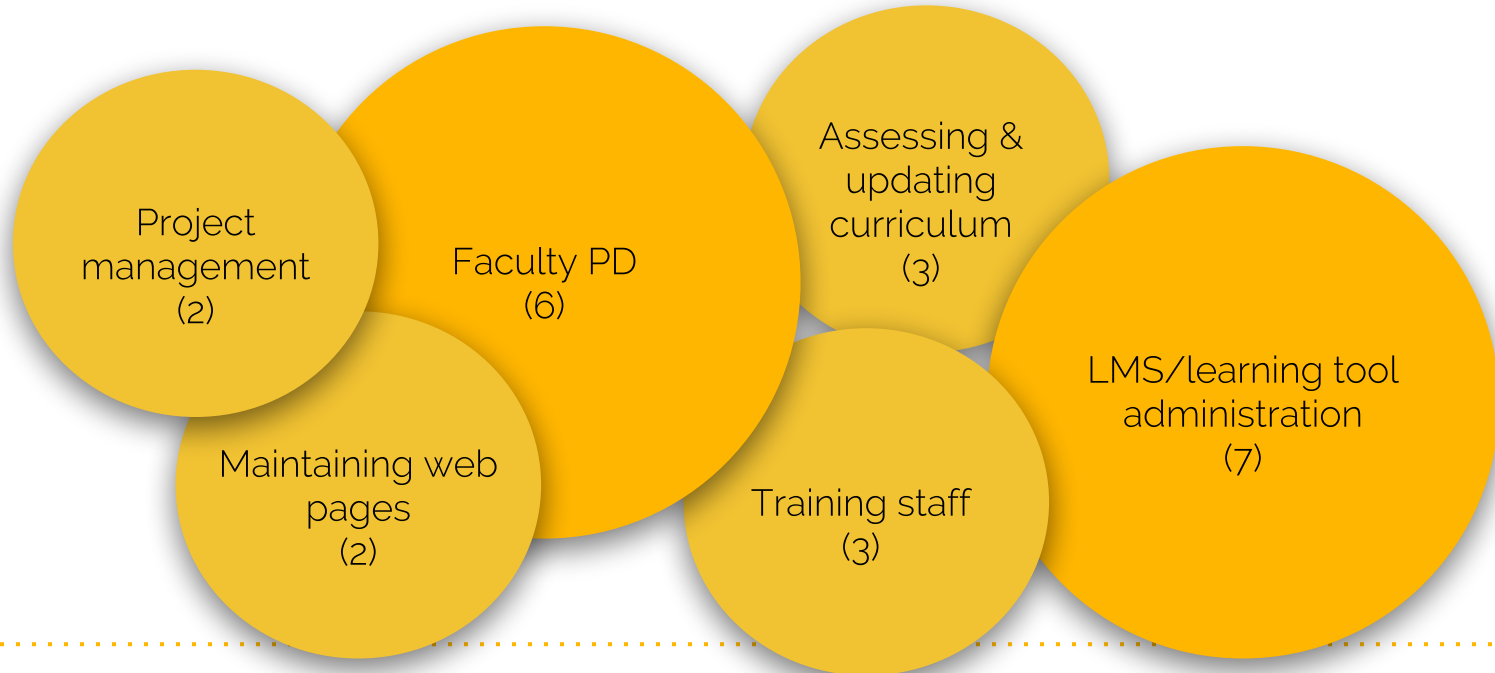 Project
management
(2)
Faculty PD
(6)
Assessing &
updating
curriculum
(3)
LMS/learning tool
administration
(7)
Maintaining web
pages
(2)
Training staff
(3)